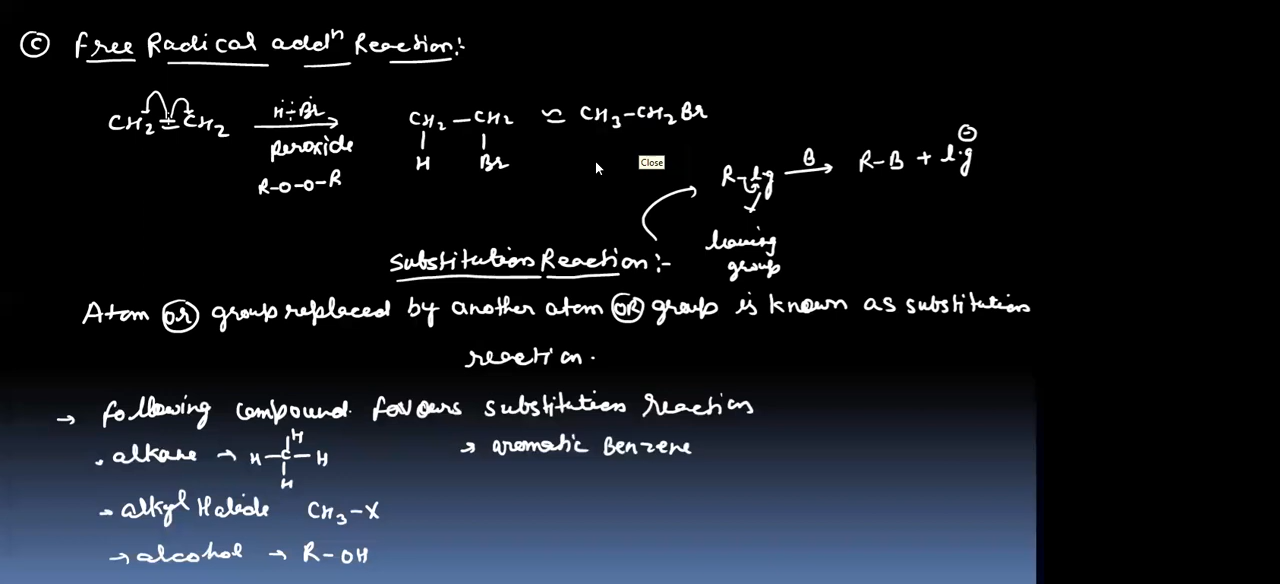 © Free Radical addn Reaction:-
CH2=CH2 H÷Br CH2-CH2 ≃ CH3-CH2Br
Peroxide H Br
R-O-O-R
Close
R-lg B R-B + l.g⊖
leaving
group
Substitution Reaction:-
Atom OR group replaced by another atom OR group is known as substitution
reaction.
→ following compound favours substitution reaction
. alkane → H-C-H → aromatic Benzene
H
H
→ alkyl Halide CH3-X
→ alcohol → R-OH